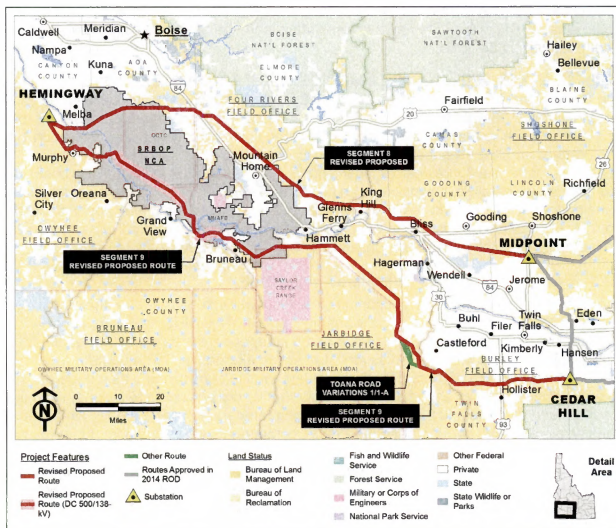 Caldwell
Meridian
Boise
Nampa
CANYON COUNTY
ADA COUNTY
Kuna
BOISE NAT'L FOREST
SAWTOOTH NAT'L FOREST
ELMORE COUNTY
Hailey
Bellevue
BLAINE COUNTY
HEMINGWAY
Melba
84
FOUR RIVERS FIELD OFFICE
20
Fairfield
CAMAS COUNTY
SHOSHONE FIELD OFFICE
SRBOP NCA
OCTC
Murphy
Mountain Home
SEGMENT 8 REVISED PROPOSED
26
Silver City
Oreana
OWYHEE FIELD OFFICE
Grand View
King Hill
Glenns Ferry
GOODING COUNTY
LINCOLN COUNTY
Richfield
Bliss
Gooding
Shoshone
Hammett
MIDPOINT
SEGMENT 9 REVISED PROPOSED ROUTE
Bruneau
Hagerman
Wendell
84
Jerome
30
OWYHEE COUNTY
SAYLOR CREEK RANGE
BRUNEAU FIELD OFFICE
JARBIDGE FIELD OFFICE
Buhl
Filer
Twin Falls
Eden
Castleford
Kimberly
Hansen
BURLEY FIELD OFFICE
OWYHEE MILITARY OPERATIONS AREA (MOA)
JARBIDGE MILITARY OPERATIONS AREA (MOA)
TOANA ROAD VARIATIONS 1/1-A
Hollister
CEDAR HILL
SEGMENT 9 REVISED PROPOSED ROUTE
TWIN FALLS COUNTY
93
N
0 10 20
Miles
Project Features
Revised Proposed Route
Revised Proposed Route (DC 500/138-kV)
Other Route
Routes Approved in 2014 ROD
Substation
Land Status
Bureau of Land Management
Bureau of Reclamation
Fish and Wildlife Service
Forest Service
Military or Corps of Engineers
National Park Service
Other Federal
Private
State
State Wildlife or Parks
Detail Area